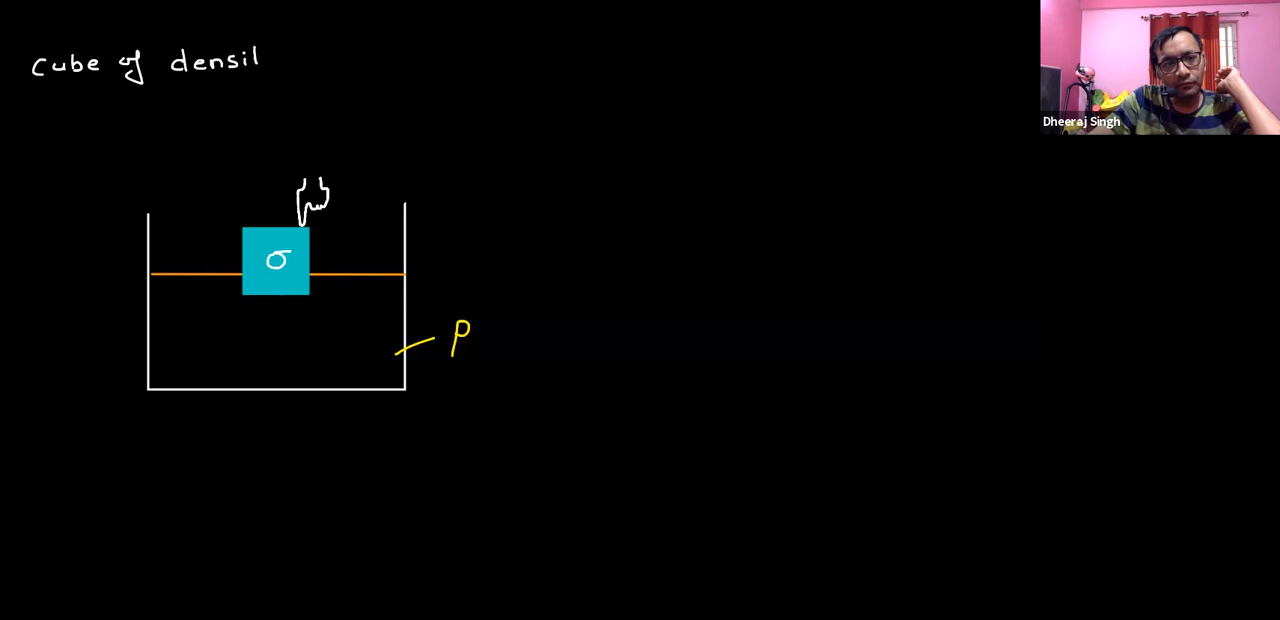 cube of densil
Dheeraj Singh
σ
ρ